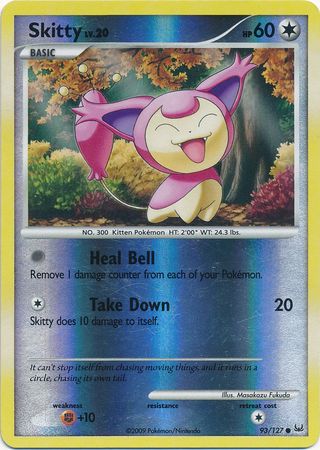 Skitty LV.20 HP 60
BASIC
NO. 300 Kitten Pokémon HT: 2'00" WT: 24.3 lbs.
Heal Bell
Remove 1 damage counter from each of your Pokémon.
Take Down 20
Skitty does 10 damage to itself.
It can't stop itself from chasing moving things, and it runs in a
circle, chasing its own tail.
Illus. Masakazu Fukuda
weakness resistance retreat cost
+10
©2009 Pokémon/Nintendo 93/127